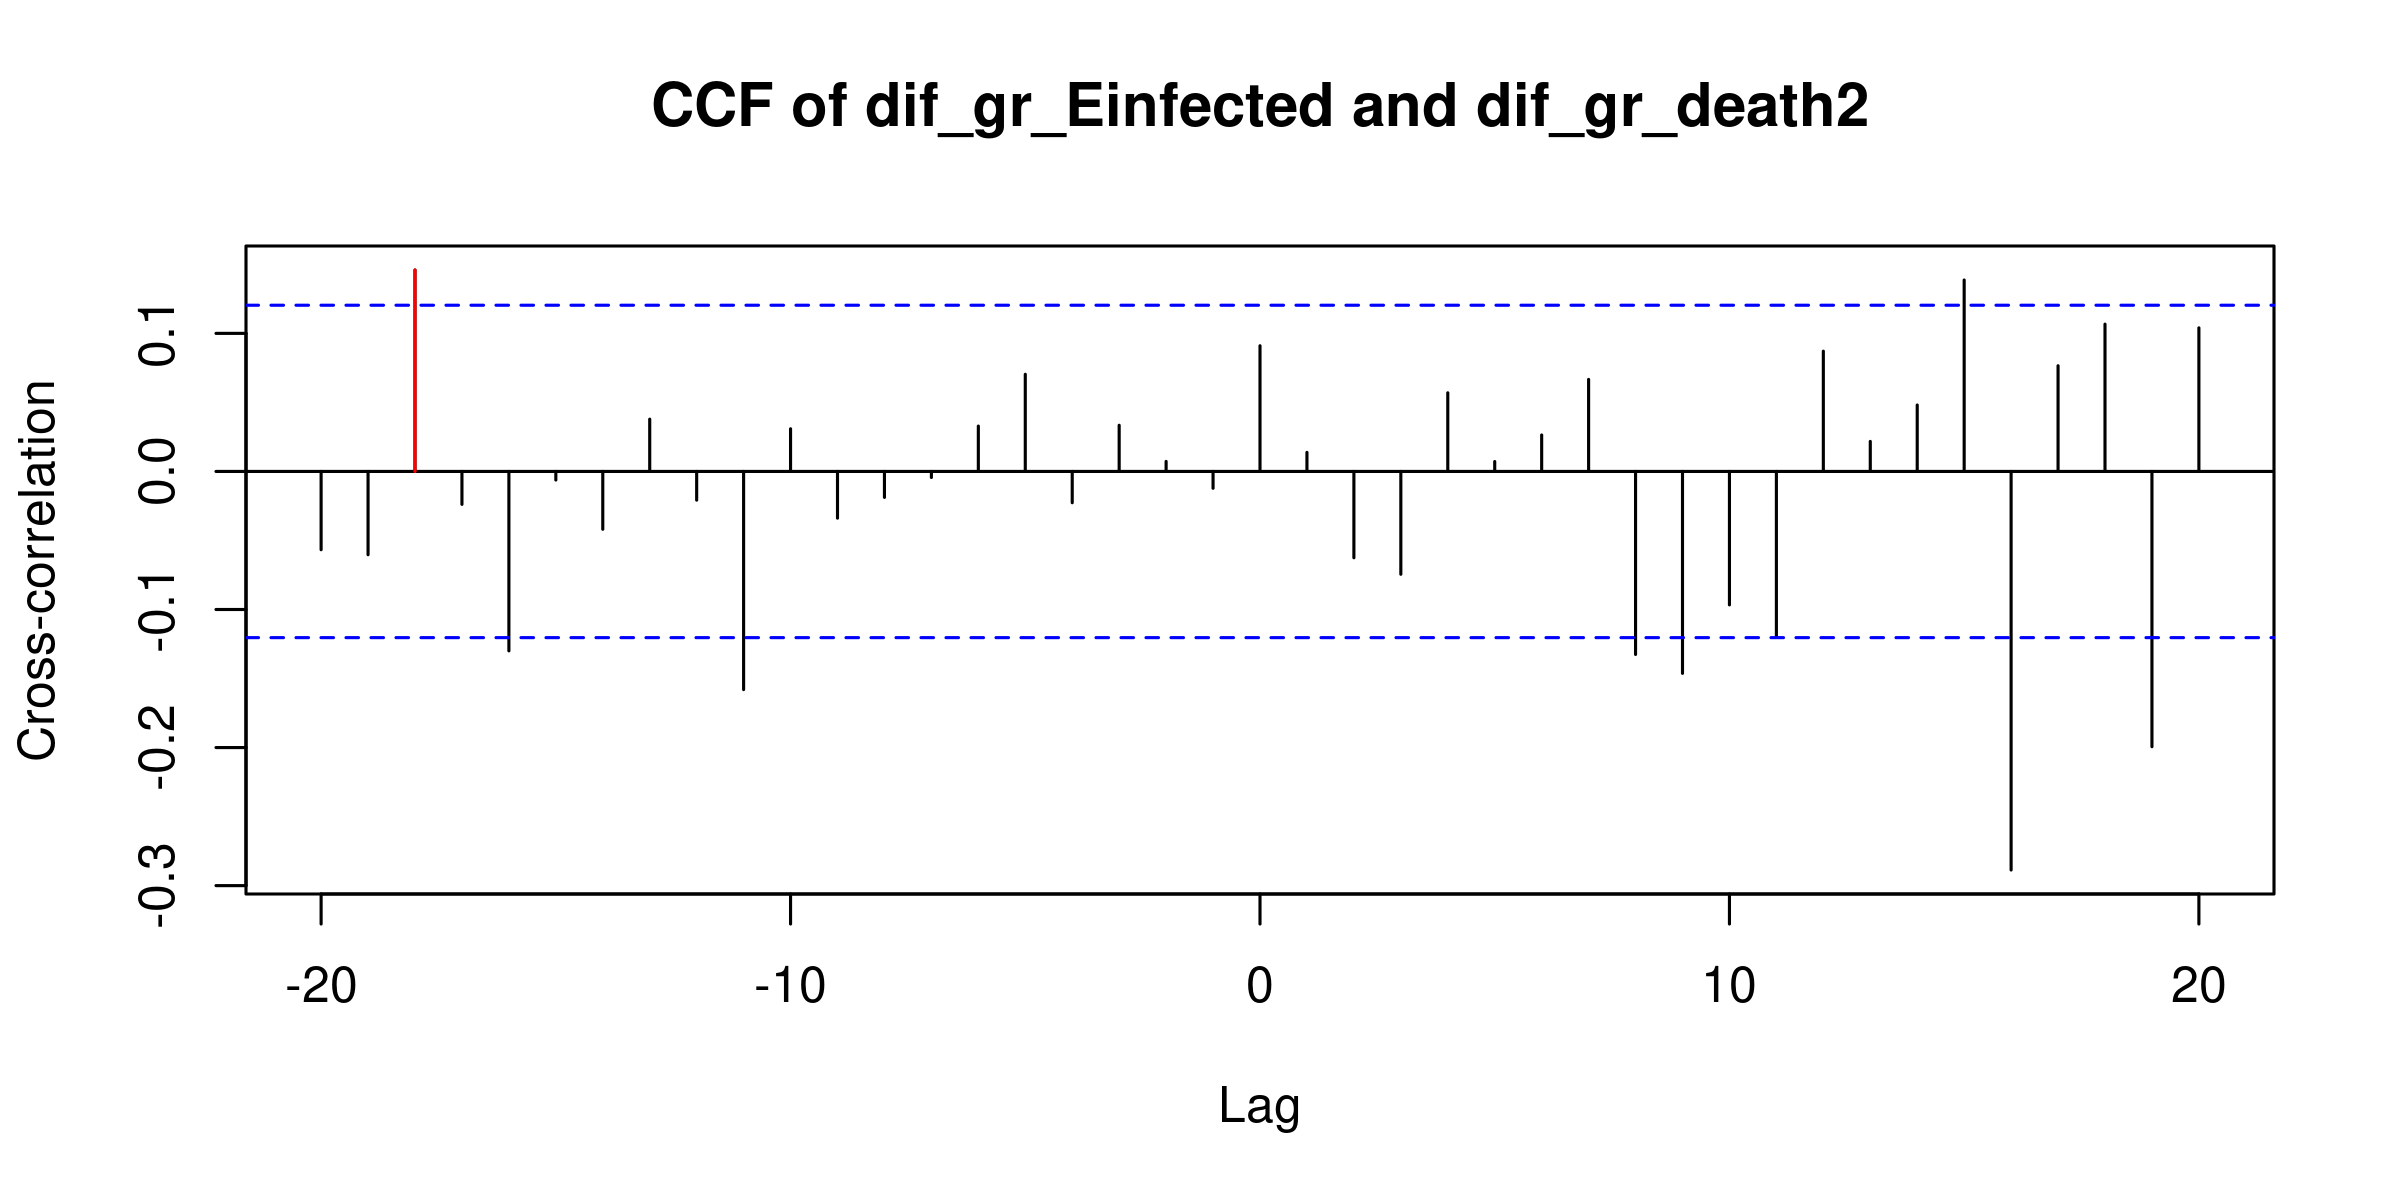 CCF of dif_gr_Einfected and dif_gr_death2
Cross-correlation
0.1
0.0
-0.1
-0.2
-0.3
-20 -10 0 10 20
Lag